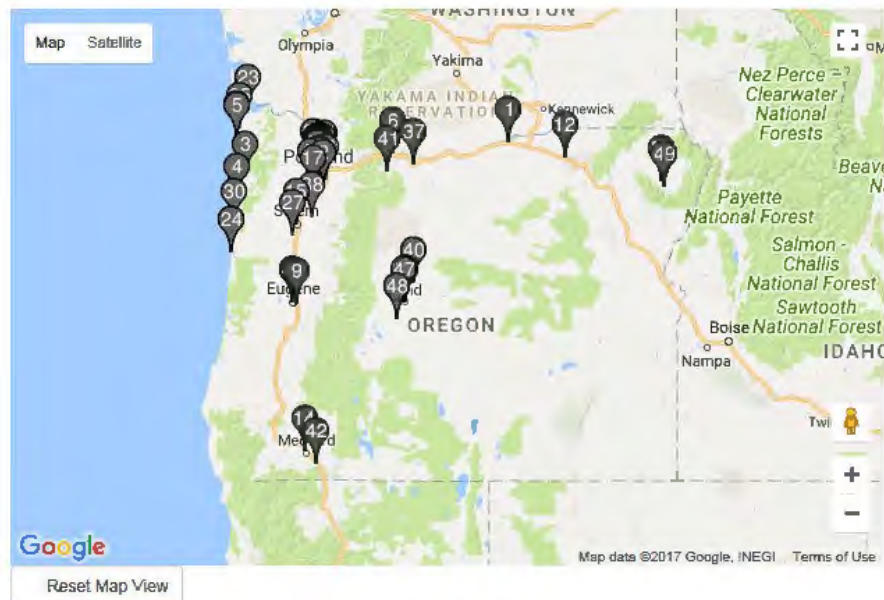 WASHINGTON
Map Satellite
Olympia
Yakima
Nez Perce –
Clearwater
National
Forests
YAKAMA INDIAN
RESERVATION
Kennewick
23
5
3
4
30
24
6
41
37
1
12
49
17
38
27
9
Eugene
40
47
48
OREGON
Payette
National Forest
Salmon -
Challis
National Forest
Sawtooth
National Forest
Boise
Nampa
IDAHO
14
42
Medford
Google
Map data ©2017 Google, INEGI Terms of Use
Reset Map View